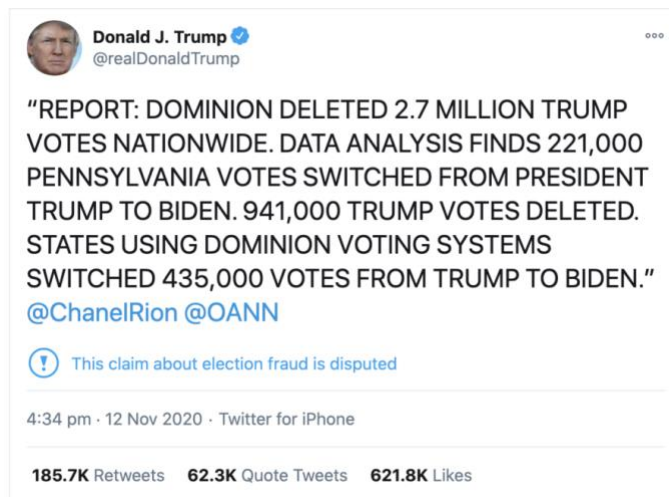 Donald J. Trump
@realDonaldTrump
“REPORT: DOMINION DELETED 2.7 MILLION TRUMP
VOTES NATIONWIDE. DATA ANALYSIS FINDS 221,000
PENNSYLVANIA VOTES SWITCHED FROM PRESIDENT
TRUMP TO BIDEN. 941,000 TRUMP VOTES DELETED.
STATES USING DOMINION VOTING SYSTEMS
SWITCHED 435,000 VOTES FROM TRUMP TO BIDEN.”
@ChanelRion @OANN
This claim about election fraud is disputed
4:34 pm · 12 Nov 2020 · Twitter for iPhone
185.7K Retweets 62.3K Quote Tweets 621.8K Likes